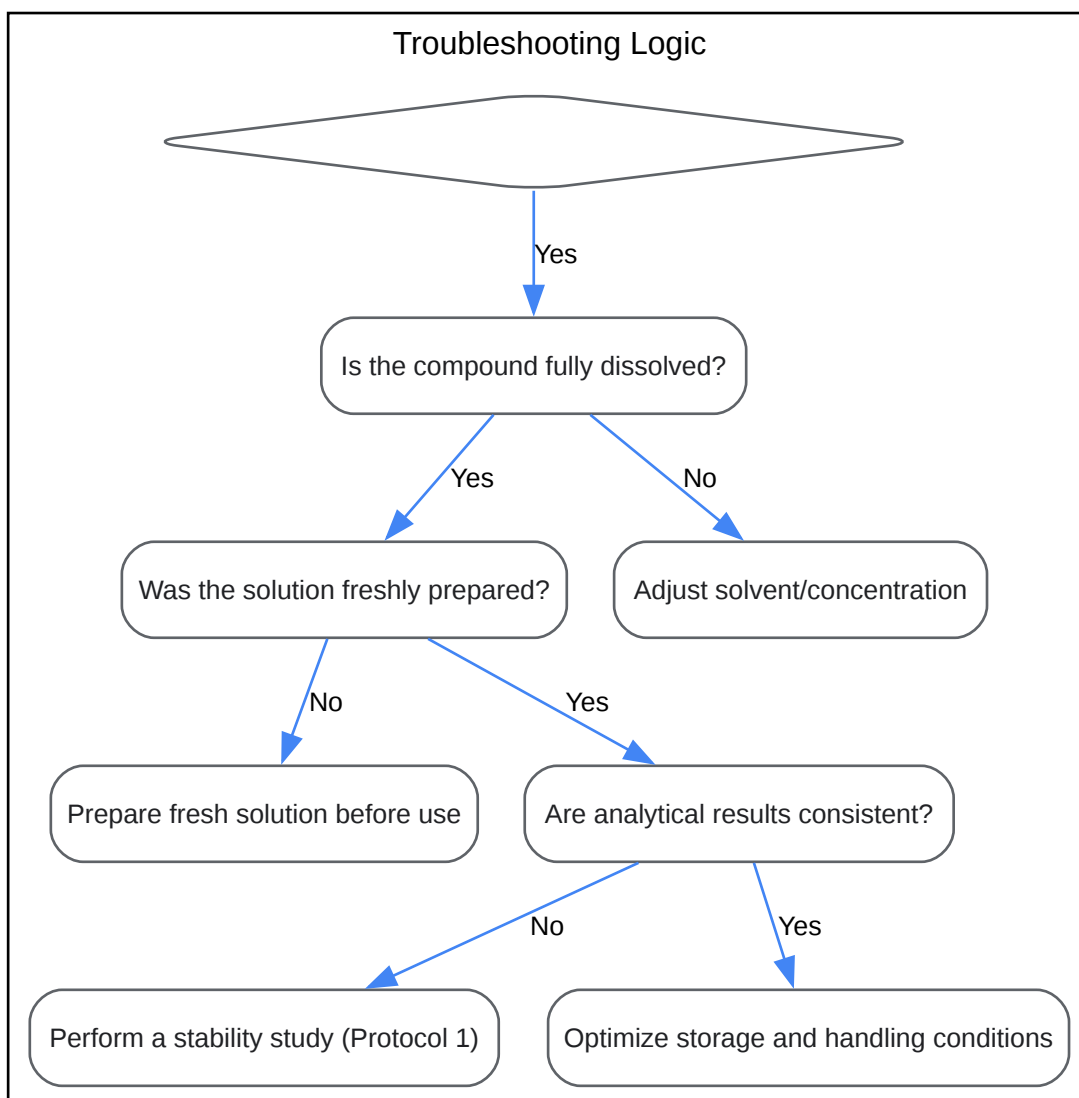 Troubleshooting Logic
Yes
Is the compound fully dissolved?
Yes
No
Was the solution freshly prepared?
Adjust solvent/concentration
No
Yes
Prepare fresh solution before use
Are analytical results consistent?
No
Yes
Perform a stability study (Protocol 1)
Optimize storage and handling conditions